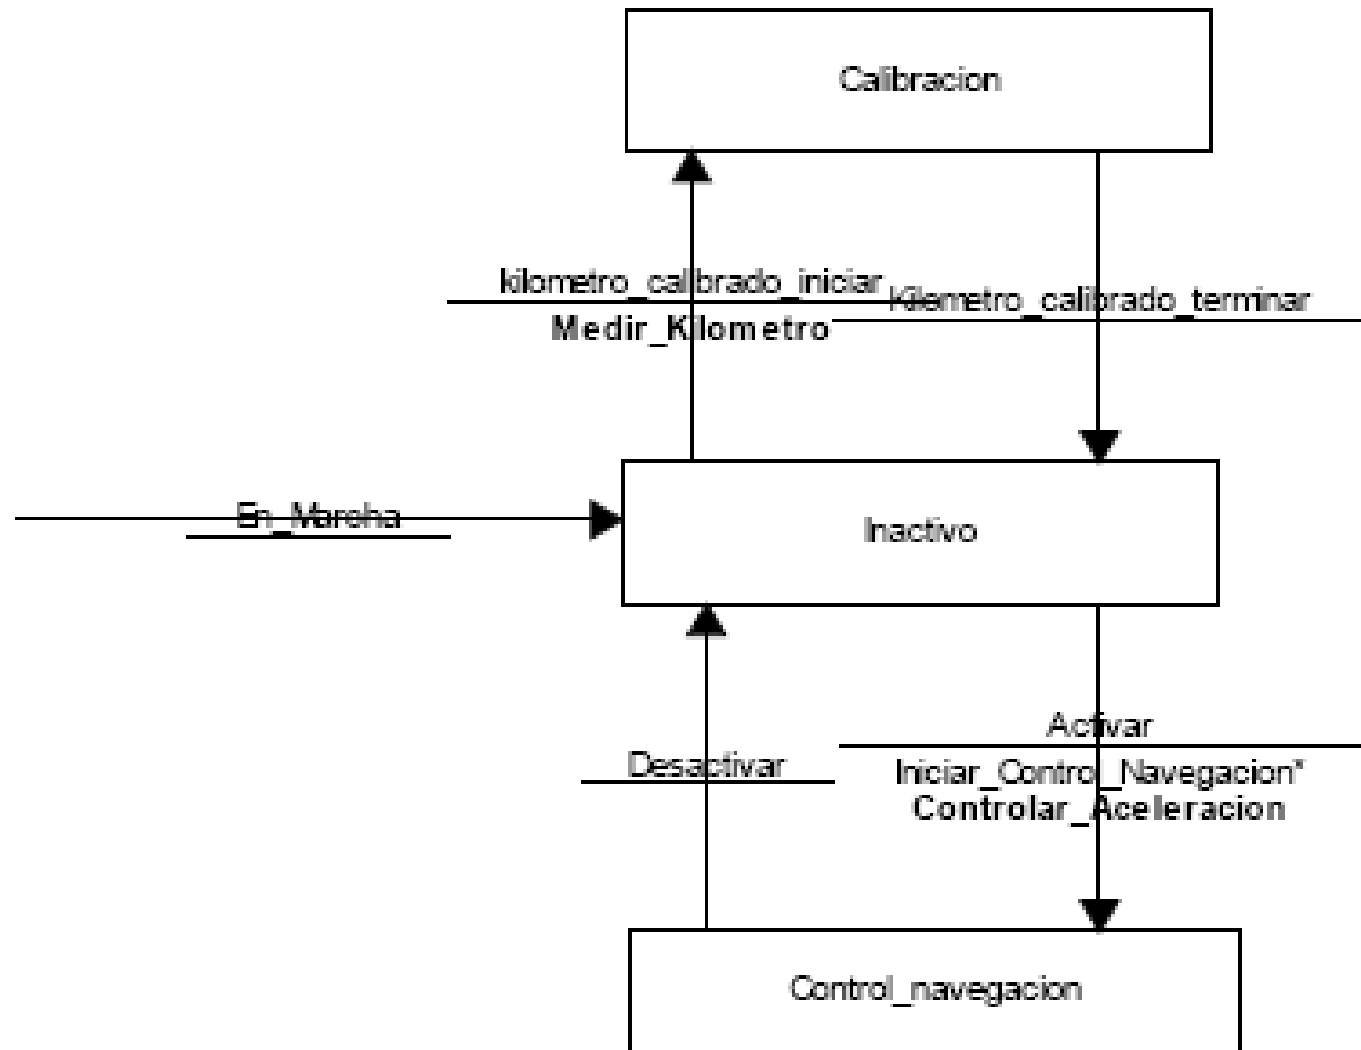 Calibracion
kilometro_calibrado_iniciar
Medir_Kilometro
Kilometro_calibrado_terminar
En_Marcha
Inactivo
Activar
Desactivar
Iniciar_Control_Navegacion*
Controlar_Aceleracion
Control_navegacion